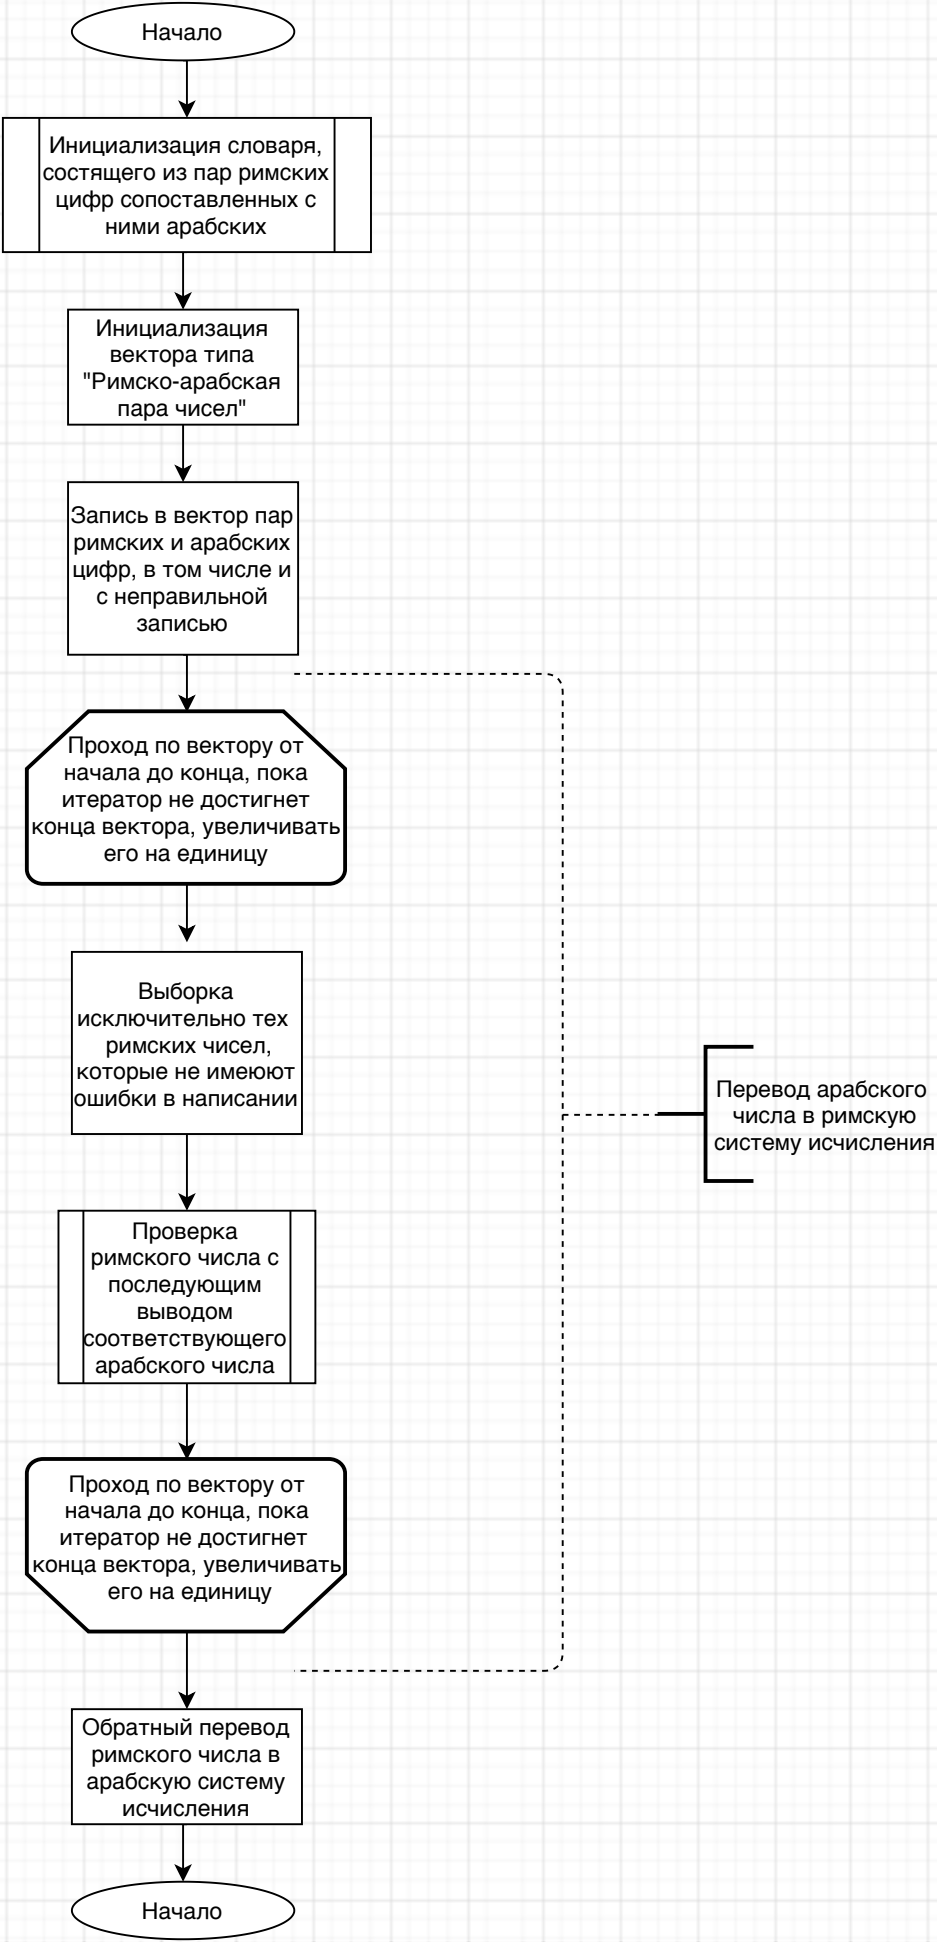 Начало
Инициализация словаря,
состящего из пар римских
цифр сопоставленных с
ними арабских
Инициализация
вектора типа
"Римско-арабская
пара чисел"
Запись в вектор пар
римских и арабских
цифр, в том числе и
с неправильной
записью
Проход по вектору от
начала до конца, пока
итератор не достигнет
конца вектора, увеличивать
его на единицу
Выборка
исключительно тех
римских чисел,
которые не имеюют
ошибки в написании
Перевод арабского
числа в римскую
систему исчисления
Проверка
римского числа с
последующим
выводом
соответствующего
арабского числа
Проход по вектору от
начала до конца, пока
итератор не достигнет
конца вектора, увеличивать
его на единицу
Обратный перевод
римского числа в
арабскую систему
исчисления
Начало